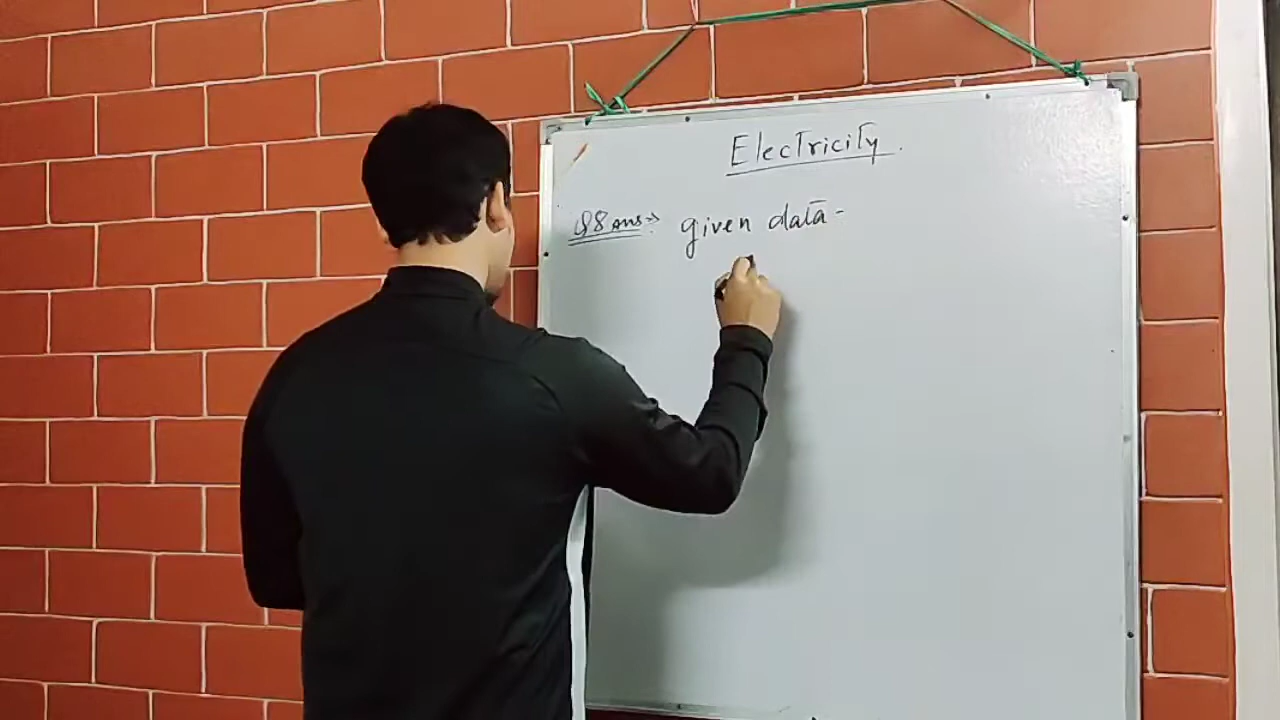 Electricity.
Q8 ans:→ given data -